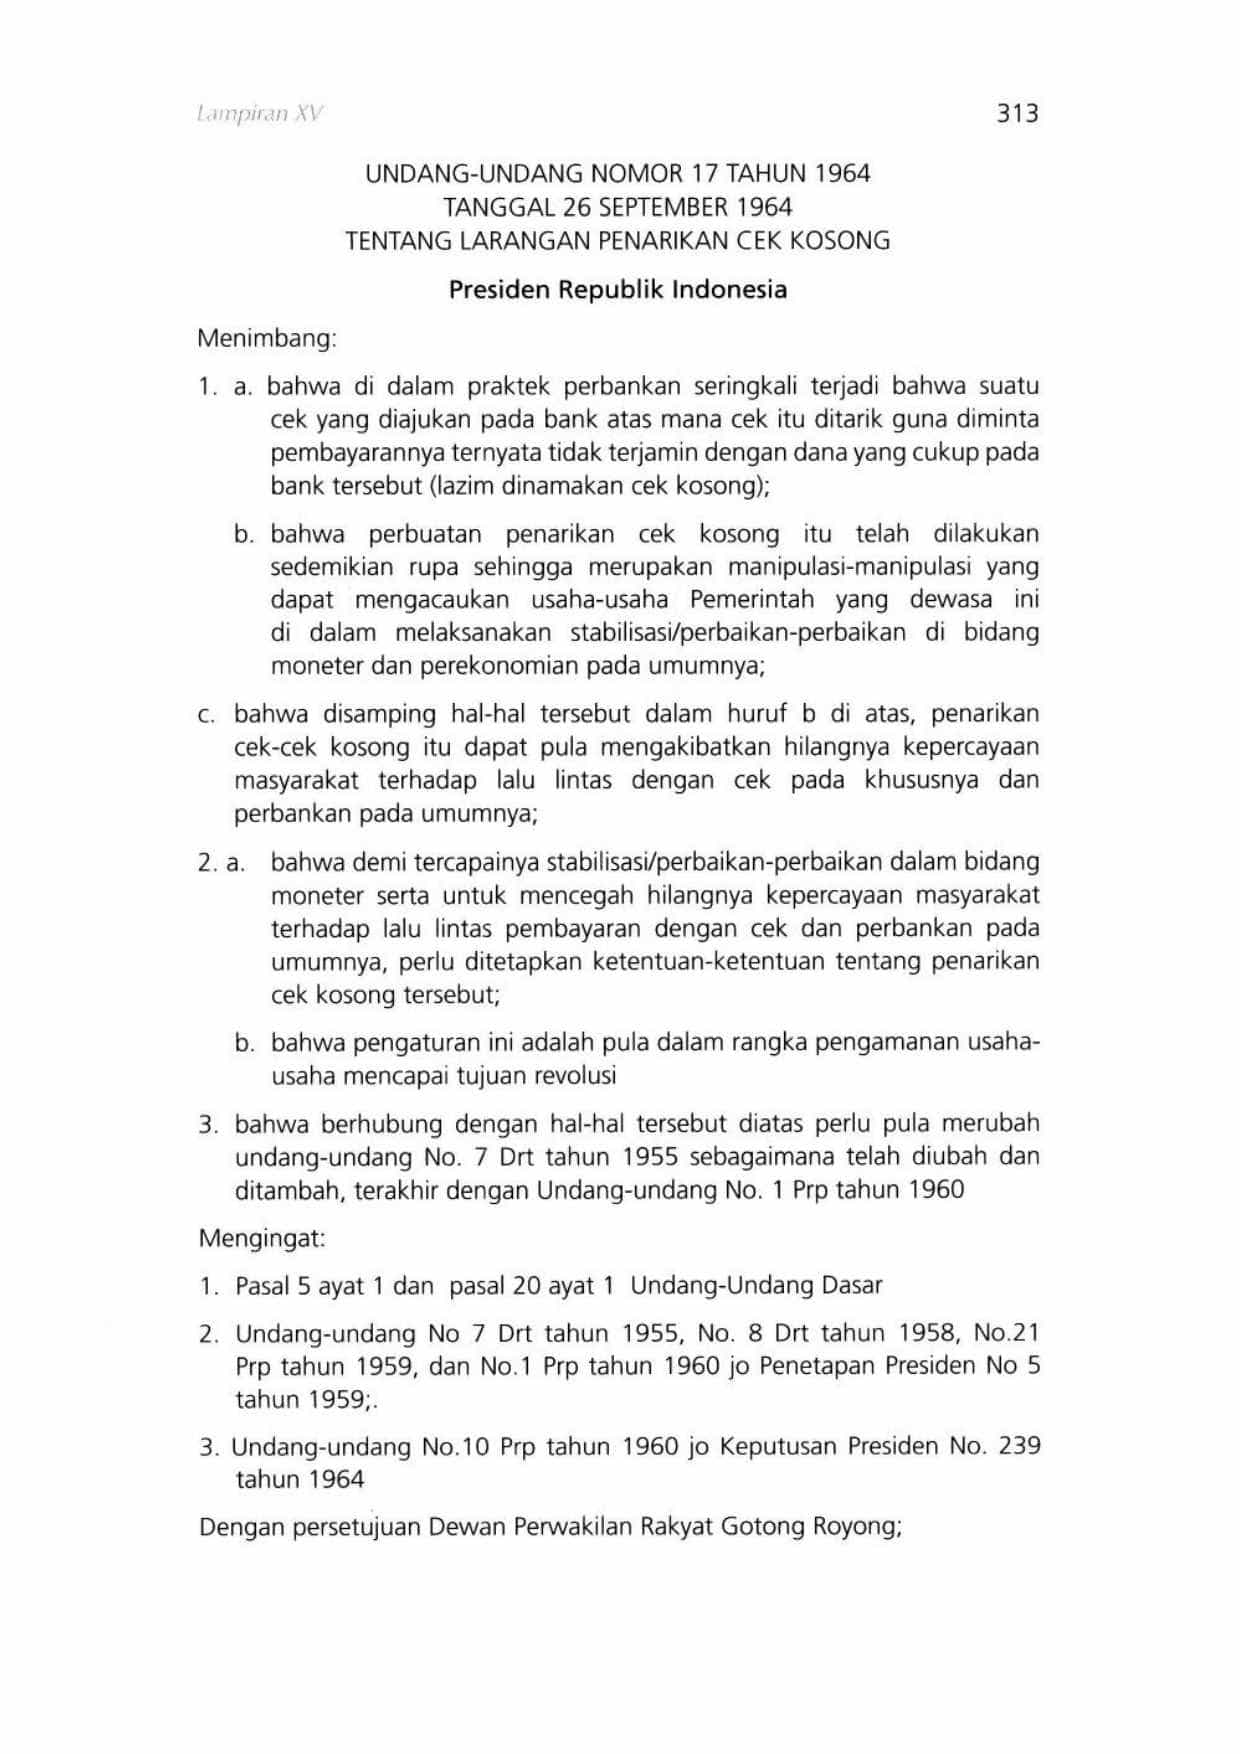 Lampiran XV
313
UNDANG-UNDANG NOMOR 17 TAHUN 1964
TANGGAL 26 SEPTEMBER 1964
TENTANG LARANGAN PENARIKAN CEK KOSONG
Presiden Republik Indonesia
Menimbang:
1. a. bahwa di dalam praktek perbankan seringkali terjadi bahwa suatu
cek yang diajukan pada bank atas mana cek itu ditarik guna diminta
pembayarannya ternyata tidak terjamin dengan dana yang cukup pada
bank tersebut (lazim dinamakan cek kosong);
b. bahwa perbuatan penarikan cek kosong itu telah dilakukan
sedemikian rupa sehingga merupakan manipulasi-manipulasi yang
dapat mengacaukan usaha-usaha Pemerintah yang dewasa ini
di dalam melaksanakan stabilisasi/perbaikan-perbaikan di bidang
moneter dan perekonomian pada umumnya;
c. bahwa disamping hal-hal tersebut dalam huruf b di atas, penarikan
cek-cek kosong itu dapat pula mengakibatkan hilangnya kepercayaan
masyarakat terhadap lalu lintas dengan cek pada khususnya dan
perbankan pada umumnya;
2. a. bahwa demi tercapainya stabilisasi/perbaikan-perbaikan dalam bidang
moneter serta untuk mencegah hilangnya kepercayaan masyarakat
terhadap lalu lintas pembayaran dengan cek dan perbankan pada
umumnya, perlu ditetapkan ketentuan-ketentuan tentang penarikan
cek kosong tersebut;
b. bahwa pengaturan ini adalah pula dalam rangka pengamanan usaha-
usaha mencapai tujuan revolusi
3. bahwa berhubung dengan hal-hal tersebut diatas perlu pula merubah
undang-undang No. 7 Drt tahun 1955 sebagaimana telah diubah dan
ditambah, terakhir dengan Undang-undang No. 1 Prp tahun 1960
Mengingat:
1. Pasal 5 ayat 1 dan pasal 20 ayat 1 Undang-Undang Dasar
2. Undang-undang No 7 Drt tahun 1955, No. 8 Drt tahun 1958, No.21
Prp tahun 1959, dan No.1 Prp tahun 1960 jo Penetapan Presiden No 5
tahun 1959;.
3. Undang-undang No.10 Prp tahun 1960 jo Keputusan Presiden No. 239
tahun 1964
Dengan persetujuan Dewan Perwakilan Rakyat Gotong Royong;